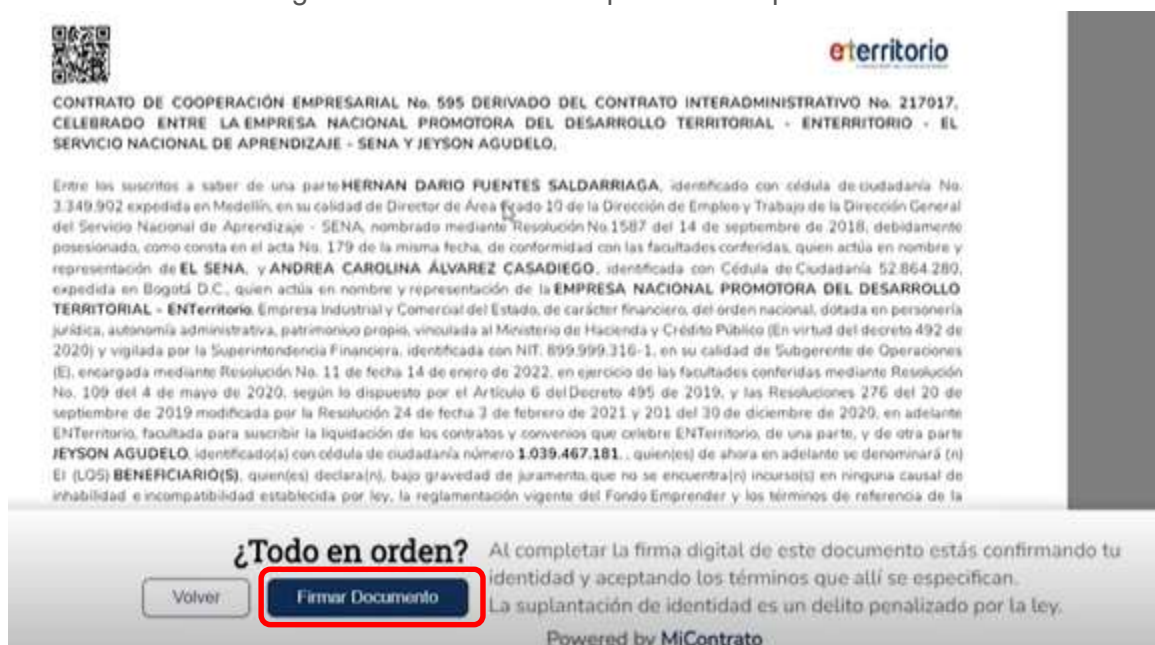 eterritorio
CONTRATO DE COOPERACIÓN EMPRESARIAL No. 595 DERIVADO DEL CONTRATO INTERADMINISTRATIVO No. 217017,
CELEBRADO ENTRE LA EMPRESA NACIONAL PROMOTORA DEL DESARROLLO TERRITORIAL - ENTERRITORIO - EL
SERVICIO NACIONAL DE APRENDIZAJE - SENA Y JEYSON AGUDELO,
Entre los suscritos a saber de una parte HERNAN DARIO FUENTES SALDARRIAGA, identificado con cédula de ciudadanía No.
3.349.902 expedida en Medellín, en su calidad de Director de Área Grado 10 de la Dirección de Empleo y Trabajo de la Dirección General
del Servicio Nacional de Aprendizaje - SENA, nombrado mediante Resolución No.1587 del 14 de septiembre de 2018, debidamente
posesionado, como consta en el acta No. 179 de la misma fecha, de conformidad con las facultades conferidas, quien actúa en nombre y
representación de EL SENA, y ANDREA CAROLINA ÁLVAREZ CASADIEGO, identificada con Cédula de Ciudadanía 52.864.280,
expedida en Bogotá D.C., quien actúa en nombre y representación de la EMPRESA NACIONAL PROMOTORA DEL DESARROLLO
TERRITORIAL - ENTerritorio, Empresa Industrial y Comercial del Estado, de carácter financiero, del orden nacional, dotada en personería
jurídica, autonomía administrativa, patrimonio propio, vinculada al Ministerio de Hacienda y Crédito Público (En virtud del decreto 492 de
2020) y vigilada por la Superintendencia Financiera, identificada con NIT. 899.999.316-1, en su calidad de Subgerente de Operaciones
(E), encargada mediante Resolución No. 11 de fecha 14 de enero de 2022, en ejercicio de las facultades conferidas mediante Resolución
No. 109 del 4 de mayo de 2020, según lo dispuesto por el Artículo 6 del Decreto 495 de 2019, y las Resoluciones 276 del 20 de
septiembre de 2019 modificada por la Resolución 24 de fecha 3 de febrero de 2021 y 201 del 30 de diciembre de 2020, en adelante
ENTerritorio, facultada para suscribir la liquidación de los contratos y convenios que celebre ENTerritorio, de una parte, y de otra parte
JEYSON AGUDELO, identificado(a) con cédula de ciudadanía número 1.039.467.181, , quien(es) de ahora en adelante se denominará (n)
El (LOS) BENEFICIARIO(S), quien(es) declara(n), bajo gravedad de juramento, que no se encuentra(n) incurso(s) en ninguna causal de
inhabilidad e incompatibilidad establecida por ley, la reglamentación vigente del Fondo Emprender y los términos de referencia de la
¿Todo en orden?
Volver
Firmar Documento
Al completar la firma digital de este documento estás confirmando tu
identidad y aceptando los términos que allí se especifican.
La suplantación de identidad es un delito penalizado por la ley.
Powered by MiContrato